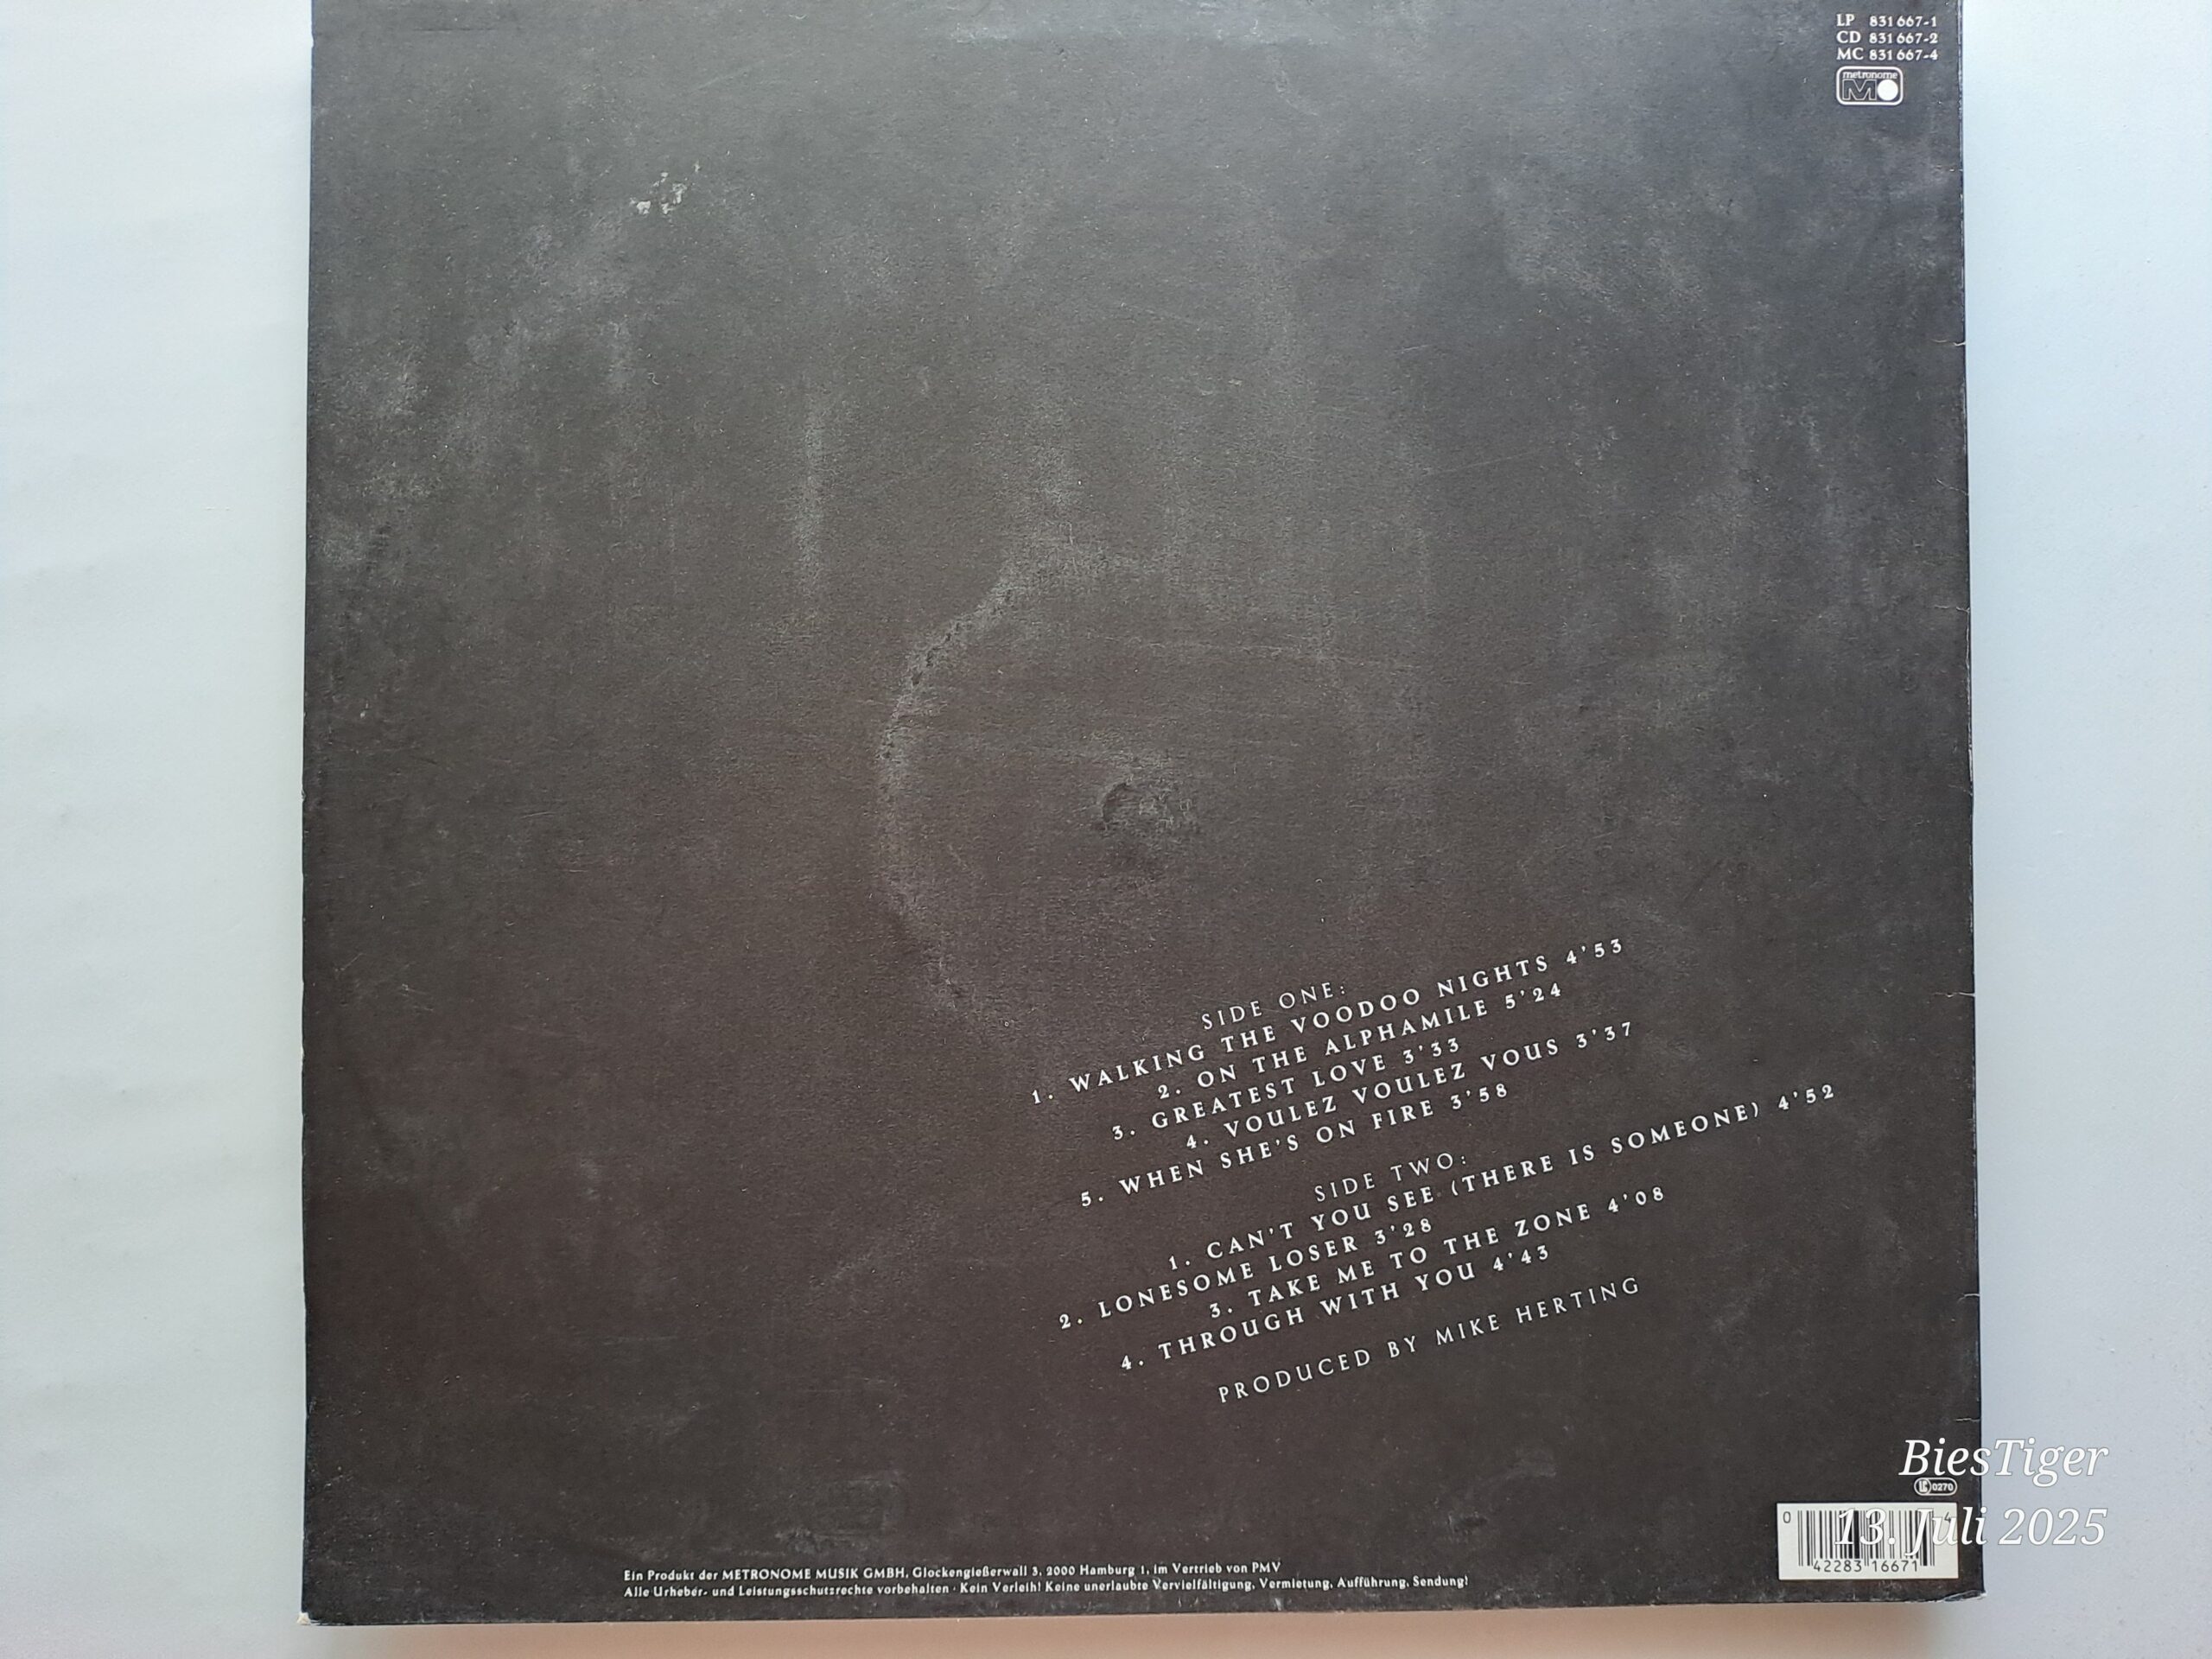 LP 831 667-1
CD 831 667-2
MC 831 667-4
metronome
SIDE ONE:
1. WALKING THE VOODOO NIGHTS 4'53
2. ON THE ALPHAMILE 5'24
3. GREATEST LOVE 3'33
4. VOULEZ VOULEZ VOUS 3'37
5. WHEN SHE'S ON FIRE 3'58
SIDE TWO:
1. CAN'T YOU SEE (THERE IS SOMEONE) 4'52
2. LONESOME LOSER 3'28
3. TAKE ME TO THE ZONE 4'08
4. THROUGH WITH YOU 4'43
PRODUCED BY MIKE HERTING
BiesTiger
LC 0270
13. Juli 2025
0 42283 16671 4
Ein Produkt der METRONOME MUSIK GMBH, Glockengießerwall 3, 2000 Hamburg 1, im Vertrieb von PMV
Alle Urheber- und Leistungsschutzrechte vorbehalten · Kein Verleih! Keine unerlaubte Vervielfältigung, Vermietung, Aufführung, Sendung!